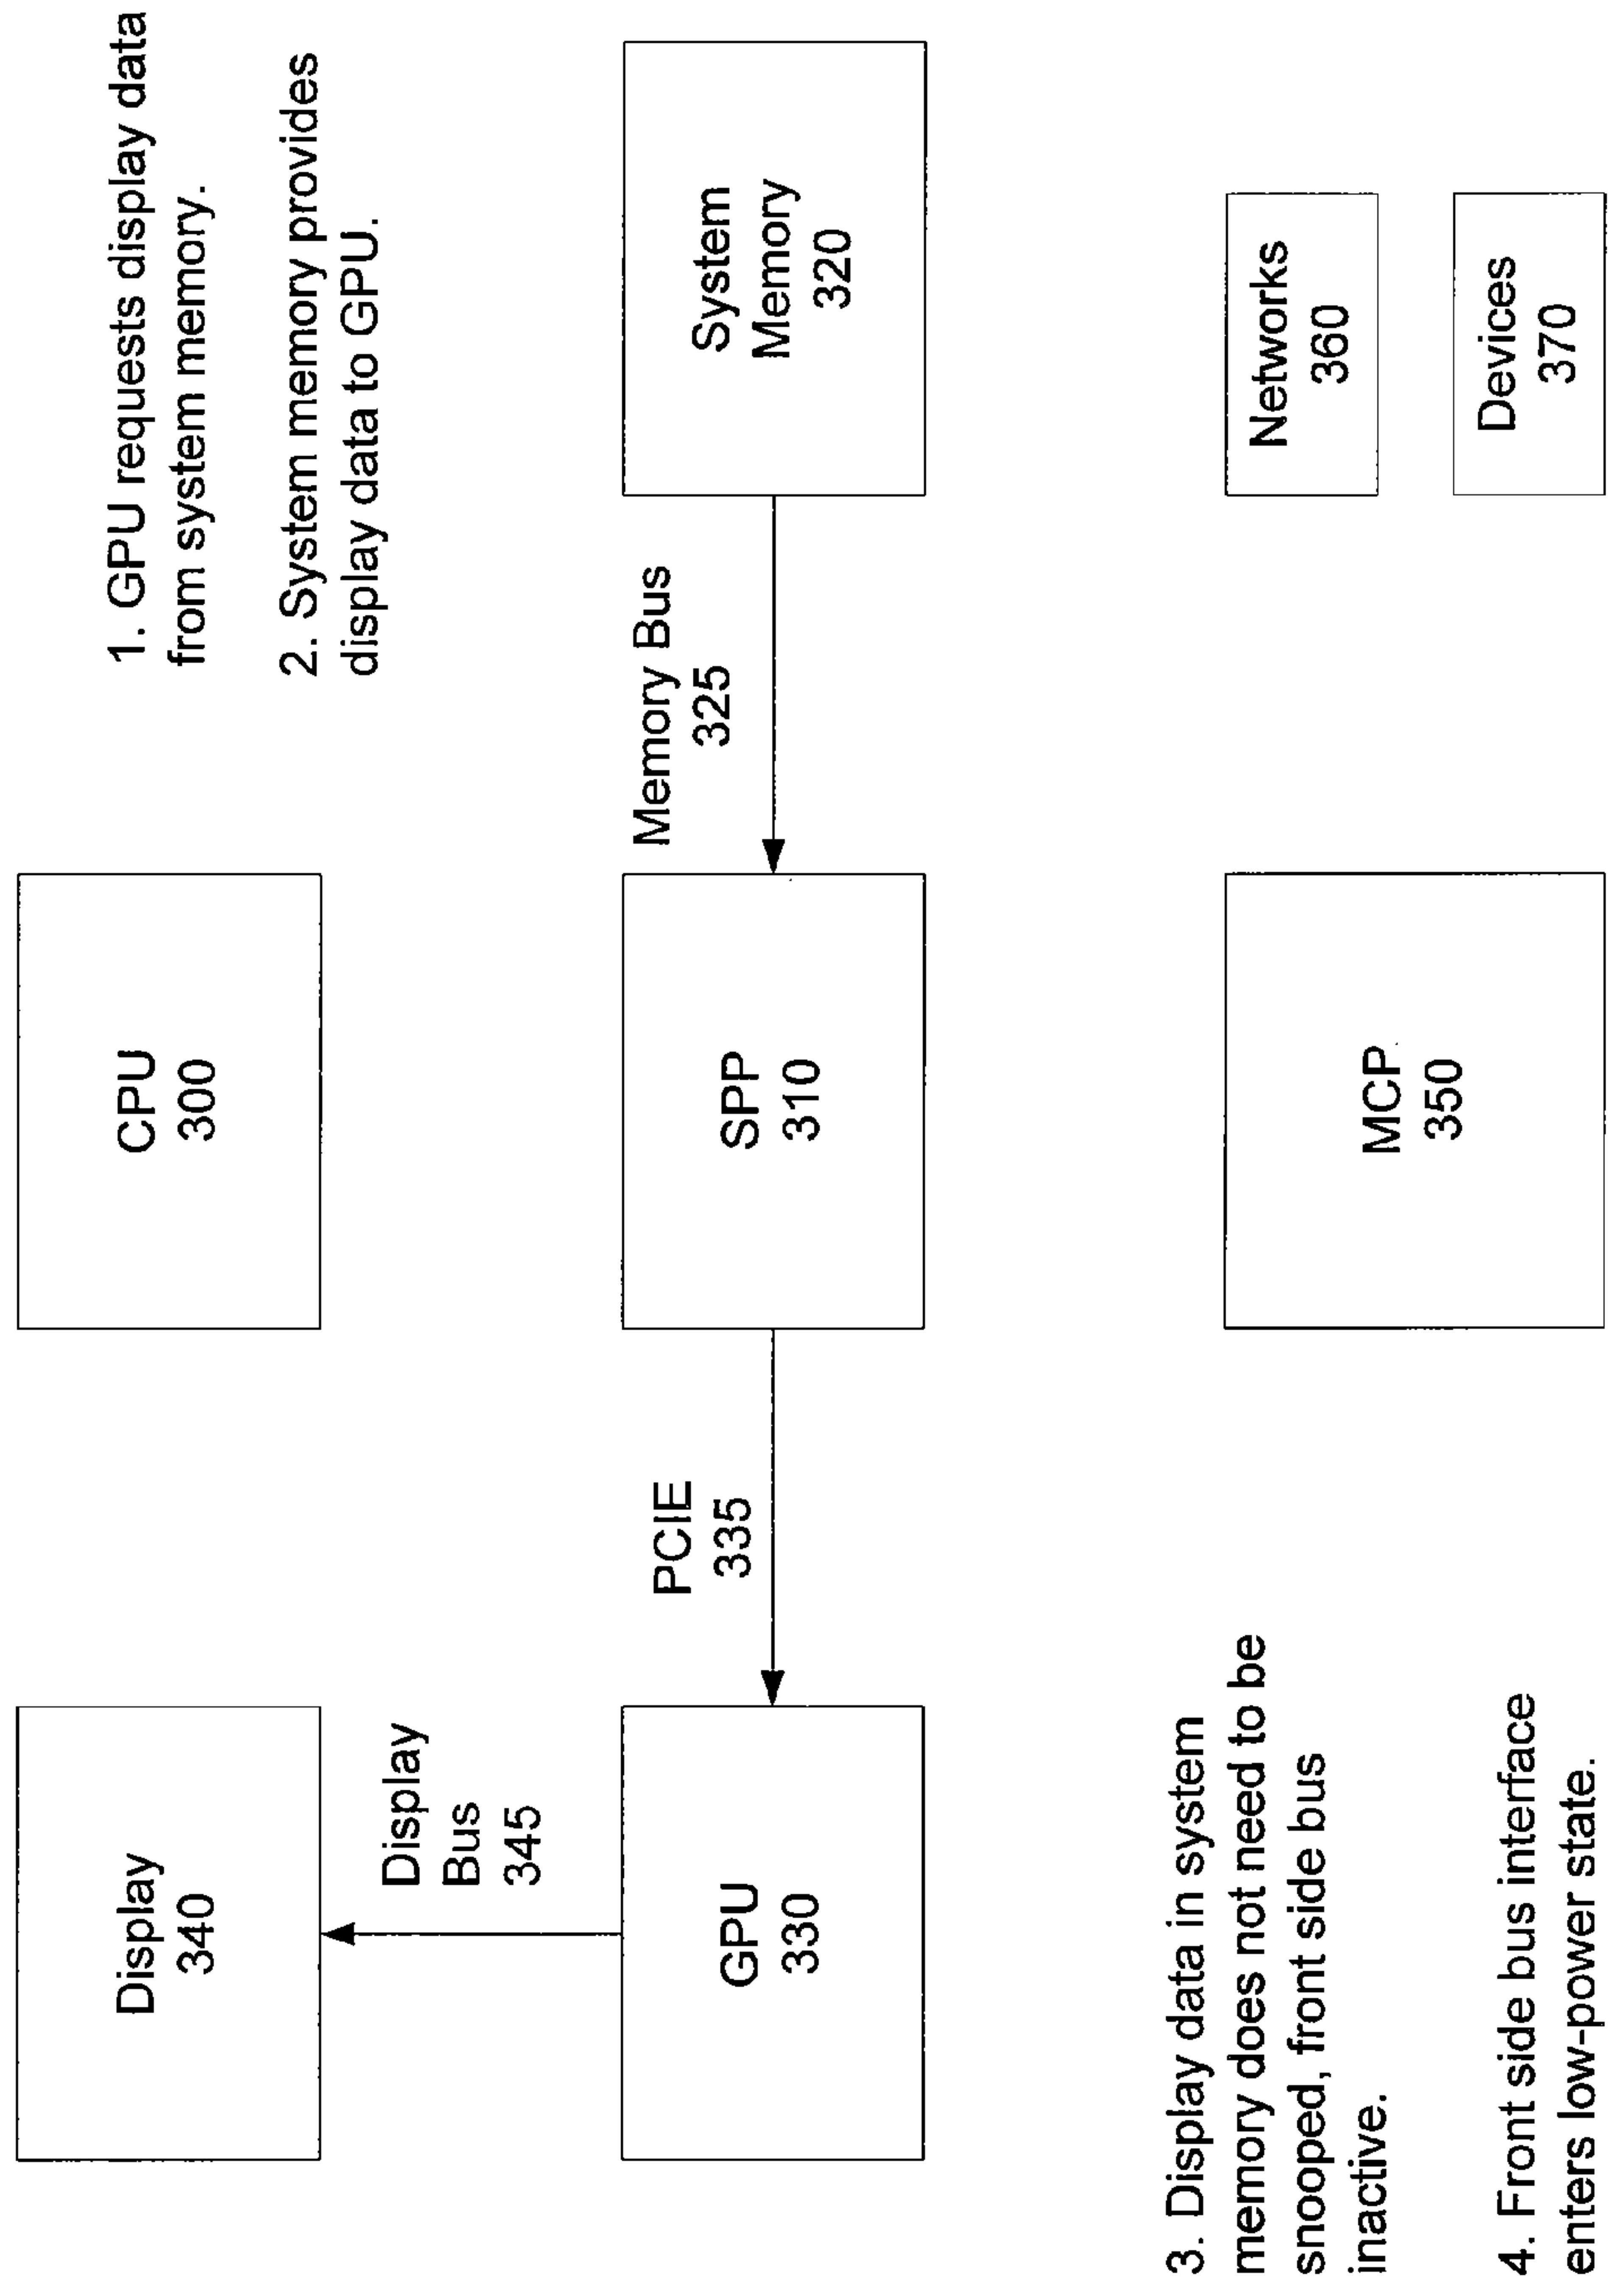 1. GPU requests display data
from system memory.
2. System memory provides
display data to GPU.
Display
340
CPU
300
Display
Bus
345
GPU
330
PCIE
335
SPP
310
Memory Bus
325
System
Memory
320
3. Display data in system
memory does not need to be
snooped, front side bus
inactive.
4. Front side bus interface
enters low-power state.
MCP
350
Networks
360
Devices
370